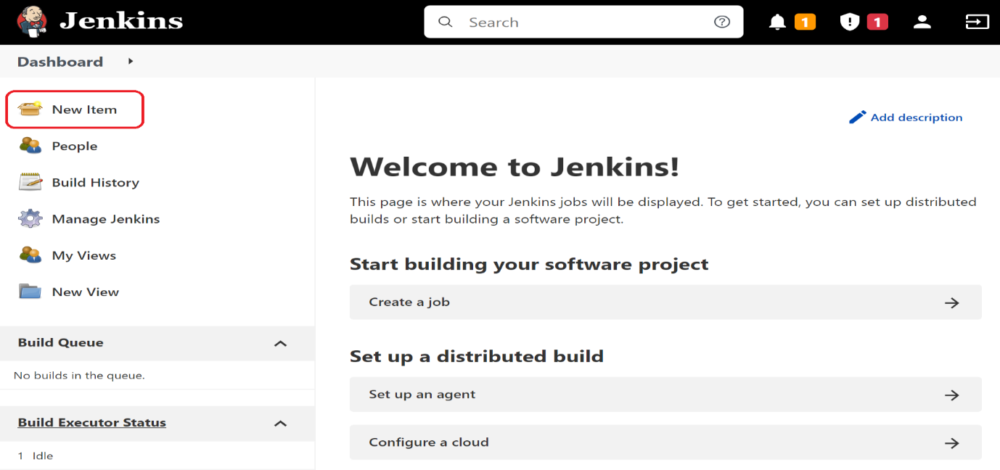 Jenkins
Search
1
1
Dashboard
New Item
People
Build History
Manage Jenkins
My Views
New View
Build Queue
No builds in the queue.
Build Executor Status
1 Idle
Add description
Welcome to Jenkins!
This page is where your Jenkins jobs will be displayed. To get started, you can set up distributed
builds or start building a software project.
Start building your software project
Create a job
Set up a distributed build
Set up an agent
Configure a cloud